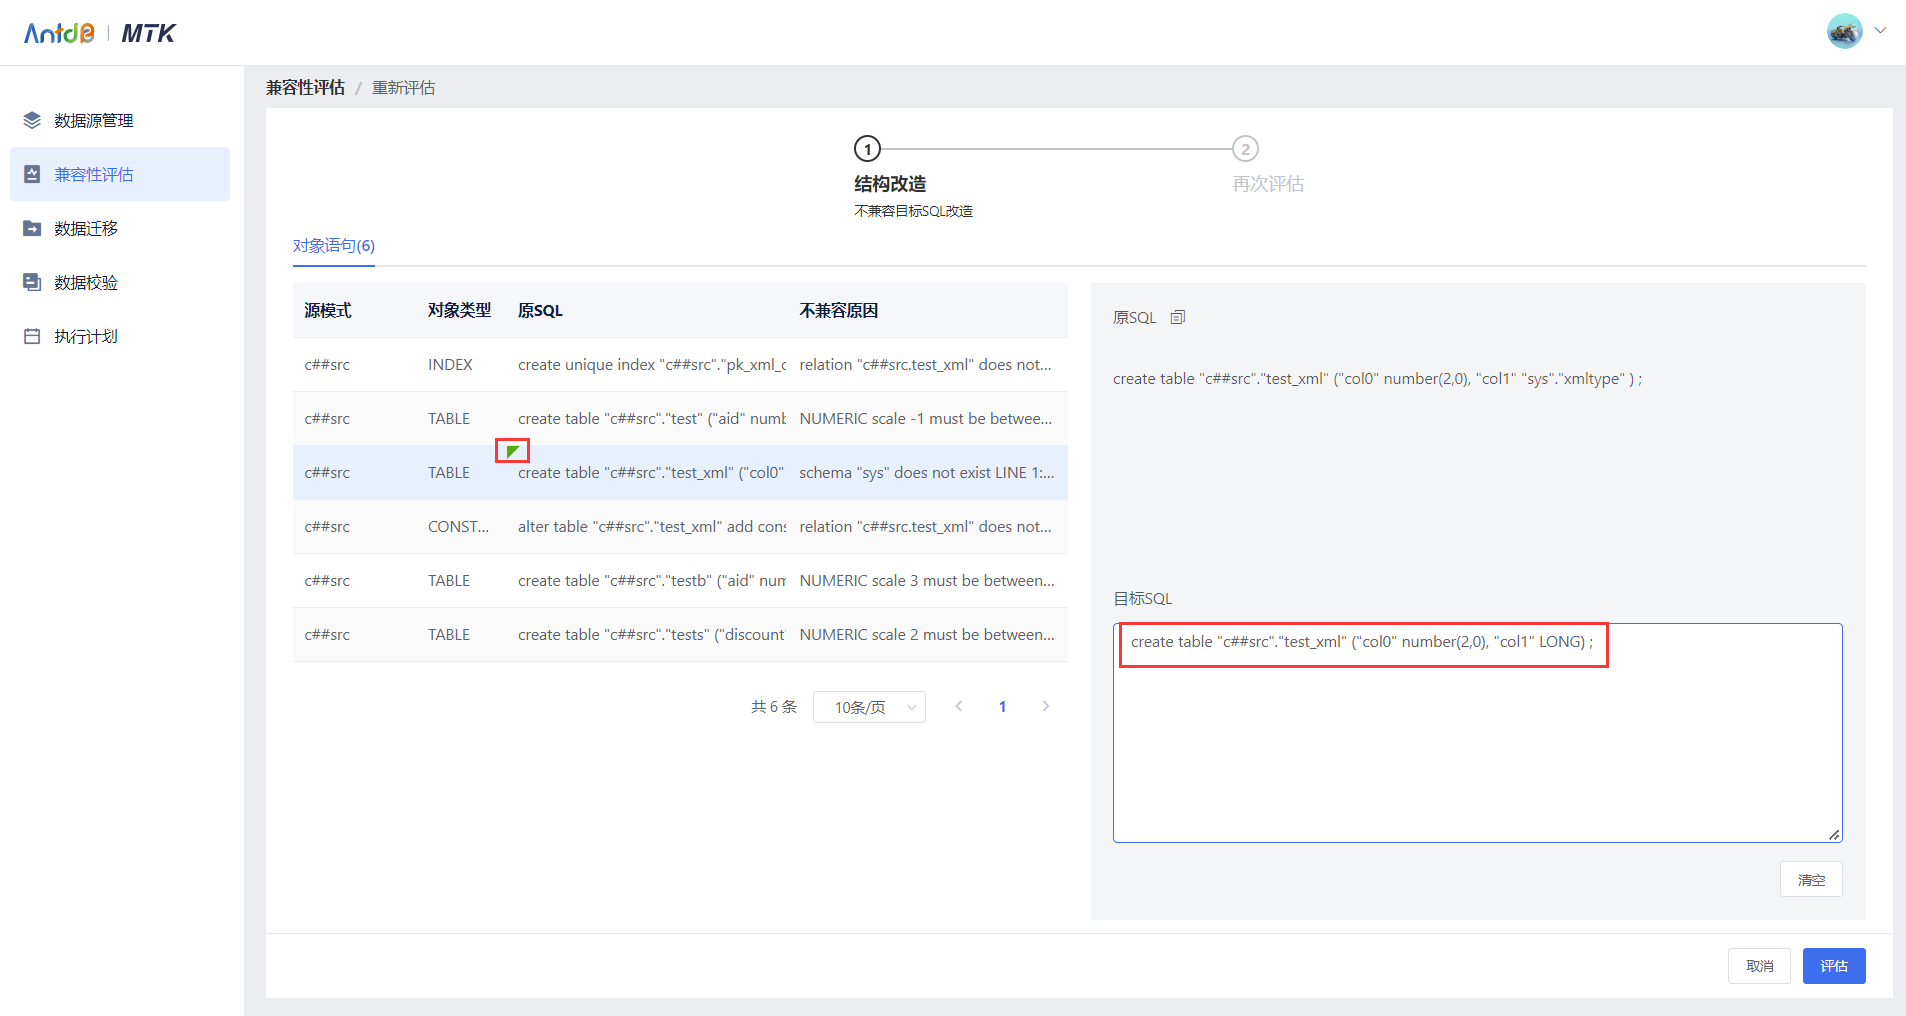 AntdB | MTK
数据源管理
兼容性评估
数据迁移
数据校验
执行计划
兼容性评估 / 重新评估
1
结构改造
不兼容目标SQL改造
2
再次评估
对象语句(6)
源模式 对象类型 原SQL 不兼容原因
c##src INDEX create unique index "c##src"."pk_xml_c relation "c##src.test_xml" does not...
c##src TABLE create table "c##src"."test" ("aid" numb NUMERIC scale -1 must be betwee...
c##src TABLE create table "c##src"."test_xml" ("col0" schema "sys" does not exist LINE 1:...
c##src CONST... alter table "c##src"."test_xml" add cons relation "c##src.test_xml" does not...
c##src TABLE create table "c##src"."testb" ("aid" num NUMERIC scale 3 must be between...
c##src TABLE create table "c##src"."tests" ("discount" NUMERIC scale 2 must be between...
共 6 条 10条/页 1
原SQL
create table "c##src"."test_xml" ("col0" number(2,0), "col1" "sys"."xmltype" ) ;
目标SQL
create table "c##src"."test_xml" ("col0" number(2,0), "col1" LONG) ;
清空
取消 评估